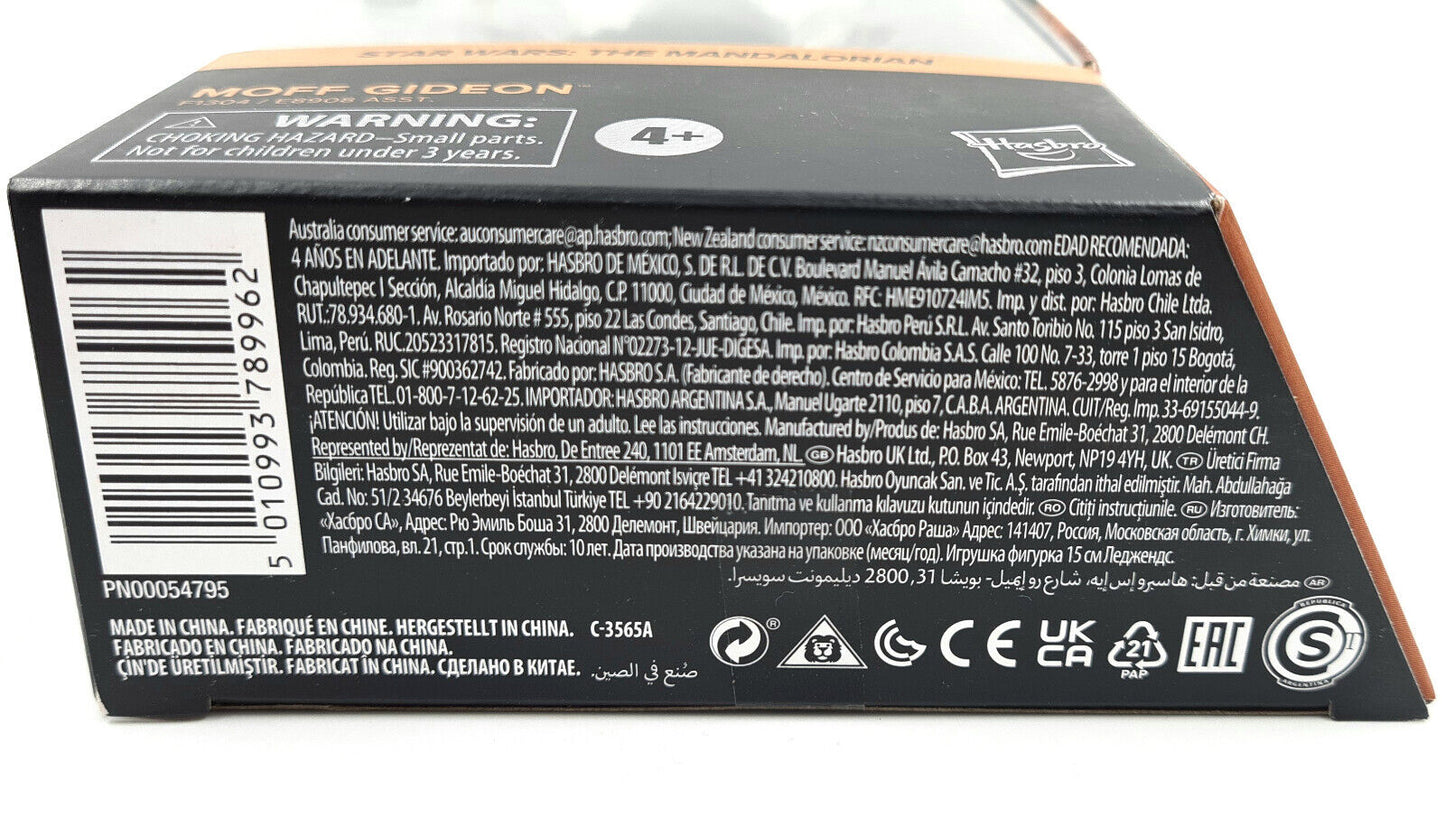 STAR WARS: THE MANDALORIAN
MOFF GIDEON™
F1304 / E8908 ASST.
WARNING:
CHOKING HAZARD—Small parts.
Not for children under 3 years.
4+
Hasbro
Australia consumer service: auconsumercare@ap.hasbro.com; New Zealand consumer service: nzconsumercare@hasbro.com EDAD RECOMENDADA:
4 AÑOS EN ADELANTE. Importado por: HASBRO DE MÉXICO, S. DE R.L. DE C.V. Boulevard Manuel Ávila Camacho #32, piso 3, Colonia Lomas de
Chapultepec I Sección, Alcaldía Miguel Hidalgo, C.P. 11000, Ciudad de México, México. RFC: HME910724IM5. Imp. y dist. por: Hasbro Chile Ltda.
RUT.:78.934.680-1. Av. Rosario Norte # 555, piso 22 Las Condes, Santiago, Chile. Imp. por: Hasbro Perú S.R.L. Av. Santo Toribio No. 115 piso 3 San Isidro,
Lima, Perú. RUC.20523317815. Registro Nacional N°02273-12-JUE-DIGESA. Imp. por: Hasbro Colombia S.A.S. Calle 100 No. 7-33, torre 1 piso 15 Bogotá,
Colombia. Reg. SIC #900362742. Fabricado por: HASBRO S.A. (Fabricante de derecho). Centro de Servicio para México: TEL. 5876-2998 y para el interior de la
República TEL. 01-800-7-12-62-25. IMPORTADOR: HASBRO ARGENTINA S.A., Manuel Ugarte 2110, piso 7, C.A.B.A. ARGENTINA. CUIT/Reg. Imp. 33-69155044-9.
¡ATENCIÓN! Utilizar bajo la supervisión de un adulto. Lee las instrucciones. Manufactured by/Produs de: Hasbro SA, Rue Emile-Boéchat 31, 2800 Delémont CH.
Represented by/Reprezentat de: Hasbro, De Entree 240, 1101 EE Amsterdam, NL. GB Hasbro UK Ltd., P.O. Box 43, Newport, NP19 4YH, UK. TR Üretici Firma
Bilgileri: Hasbro SA, Rue Emile-Boéchat 31, 2800 Delémont Isviçre TEL +41 324210800. Hasbro Oyuncak San. ve Tic. A.Ş. tarafından ithal edilmiştir. Mah. Abdullahağa
Cad. No: 51/2 34676 Beylerbeyi İstanbul Türkiye TEL +90 2164229010. Tanıtma ve kullanma kılavuzu kutunun içindedir. RO Citiți instrucțiunile. RU Изготовитель:
«Хасбро СА», Адрес: Рю Эмиль Боша 31, 2800 Делемонт, Швейцария. Импортер: ООО «Хасбро Раша» Адрес: 141407, Россия, Московская область, г. Химки, ул.
Панфилова, вл. 21, стр.1. Срок службы: 10 лет. Дата производства указана на упаковке (месяц/год). Игрушка фигурка 15 см Леджендс.
AR مصنعة من قبل: هاسبرو إس إيه، شارع رو إيميل- بويشا 31, 2800 ديليمونت سويسرا.
5 010993 789962
PN00054795
MADE IN CHINA. FABRIQUÉ EN CHINE. HERGESTELLT IN CHINA. C-3565A
FABRICADO EN CHINA. FABRICADO NA CHINA.
ÇİN'DE ÜRETİLMİŞTİR. FABRICAT ÎN CHINA. СДЕЛАНО В КИТАЕ. صُنع في الصين.
®
CE
UK
CA
21
PAP
EAC
REPUBLICA
S
T
ARGENTINA